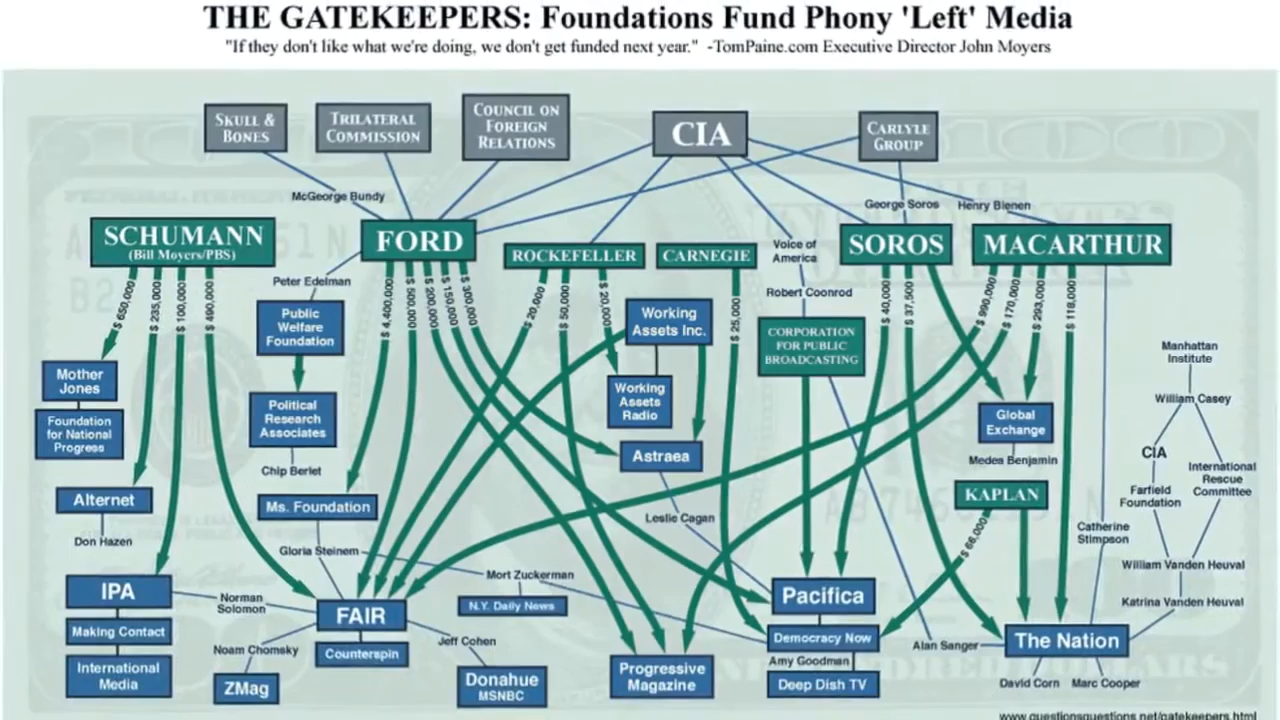 THE GATEKEEPERS: Foundations Fund Phony 'Left' Media
"If they don't like what we're doing, we don't get funded next year." -TomPaine.com Executive Director John Moyers
SKULL &
BONES
TRILATERAL
COMMISSION
COUNCIL ON
FOREIGN
RELATIONS
CIA
CARLYLE
GROUP
McGeorge Bundy
George Soros
Henry Bienen
SCHUMANN
(Bill Moyers/PBS)
FORD
ROCKEFELLER
CARNEGIE
Voice of
America
SOROS
MACARTHUR
Peter Edelman
Robert Coonrod
$ 650,000
$ 235,000
$ 100,000
$ 490,000
$ 4,400,000
$ 500,000
$ 200,000
$ 150,000
$ 300,000
$ 20,000
$ 50,000
$ 20,000
$ 25,000
$ 40,000
$ 37,500
$ 990,000
$ 170,000
$ 293,000
$ 118,000
Public
Welfare
Foundation
Working
Assets Inc.
CORPORATION
FOR PUBLIC
BROADCASTING
Manhattan
Institute
Mother
Jones
Foundation
for National
Progress
Political
Research
Associates
Working
Assets
Radio
William Casey
Global
Exchange
Medea Benjamin
Chip Berlet
Astraea
CIA
International
Rescue
Committee
Farfield
Foundation
Alternet
Don Hazen
Ms. Foundation
KAPLAN
$ 66,000
Leslie Cagan
Catherine
Stimpson
Gloria Steinem
William Vanden Heuval
Mort Zuckerman
N.Y. Daily News
IPA
Making Contact
International
Media
Norman
Solomon
FAIR
Counterspin
Katrina Vanden Heuval
Pacifica
Democracy Now
Amy Goodman
Deep Dish TV
Jeff Cohen
Noam Chomsky
ZMag
Donahue
MSNBC
Progressive
Magazine
Alan Sanger
The Nation
David Corn
Marc Cooper
www.questionsquestions.net/gatekeepers.html